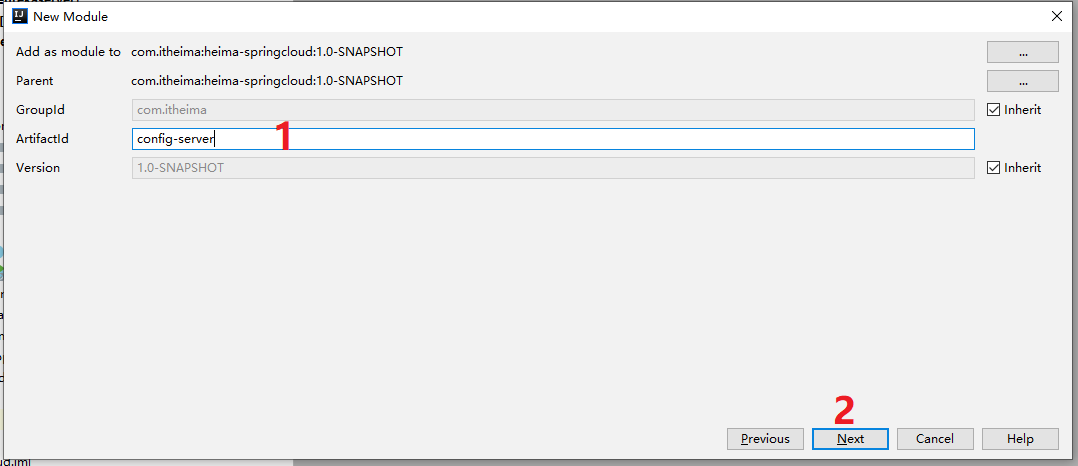 New Module
Add as module to com.itheima:heima-springcloud:1.0-SNAPSHOT
...
Parent com.itheima:heima-springcloud:1.0-SNAPSHOT
...
GroupId com.itheima Inherit
ArtifactId config-server 1
Version 1.0-SNAPSHOT Inherit
2
Previous Next Cancel Help
ud.iml